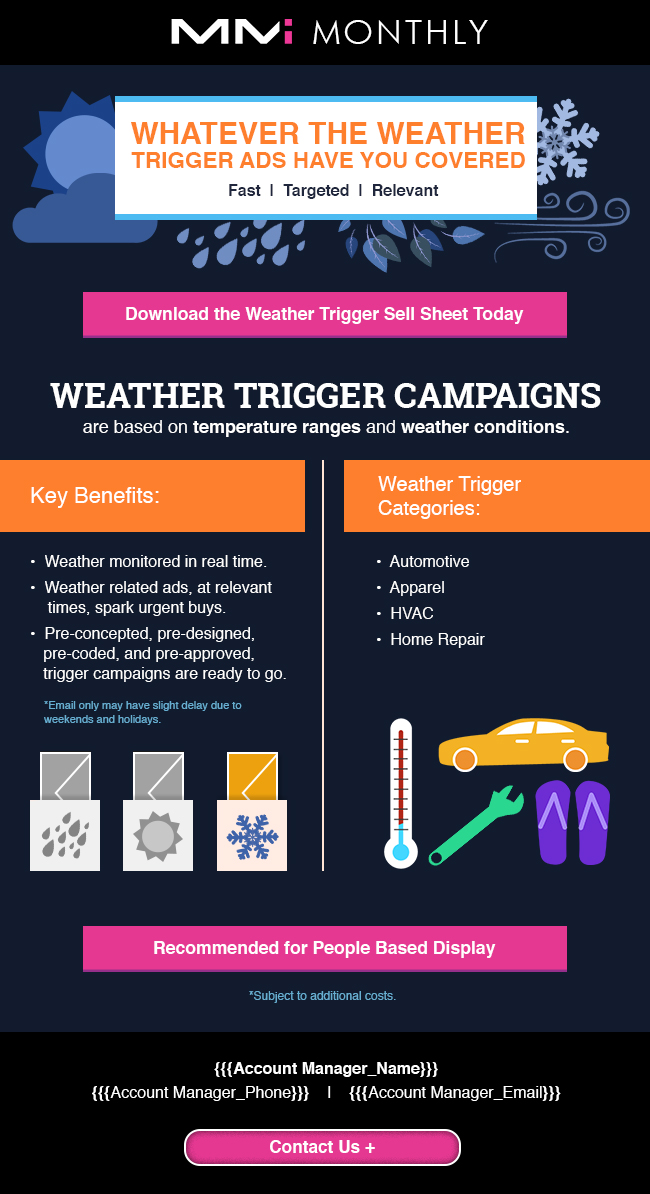 MMi MONTHLY
WHATEVER THE WEATHER
TRIGGER ADS HAVE YOU COVERED
Fast | Targeted | Relevant
Download the Weather Trigger Sell Sheet Today
WEATHER TRIGGER CAMPAIGNS
are based on temperature ranges and weather conditions.
Key Benefits:
• Weather monitored in real time.
• Weather related ads, at relevant
times, spark urgent buys.
• Pre-concepted, pre-designed,
pre-coded, and pre-approved,
trigger campaigns are ready to go.
*Email only may have slight delay due to
weekends and holidays.
Weather Trigger
Categories:
• Automotive
• Apparel
• HVAC
• Home Repair
Recommended for People Based Display
*Subject to additional costs.
{{{Account Manager_Name}}}
{{{Account Manager_Phone}}} | {{{Account Manager_Email}}}
Contact Us +